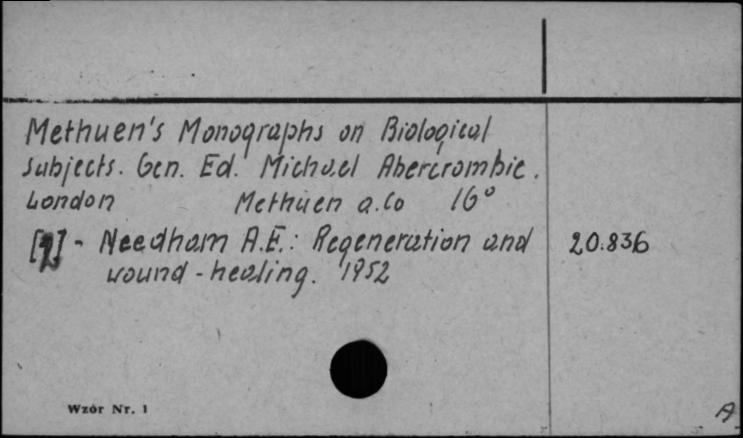 Methuen's Monographs on Biological
subjects. Gen. Ed. Michael Abercrombie.
London Methuen a. Co 16°
- Needham A.E.: Regeneration and 20.836
wound-healing. 1952
Wzór Nr. 1
A